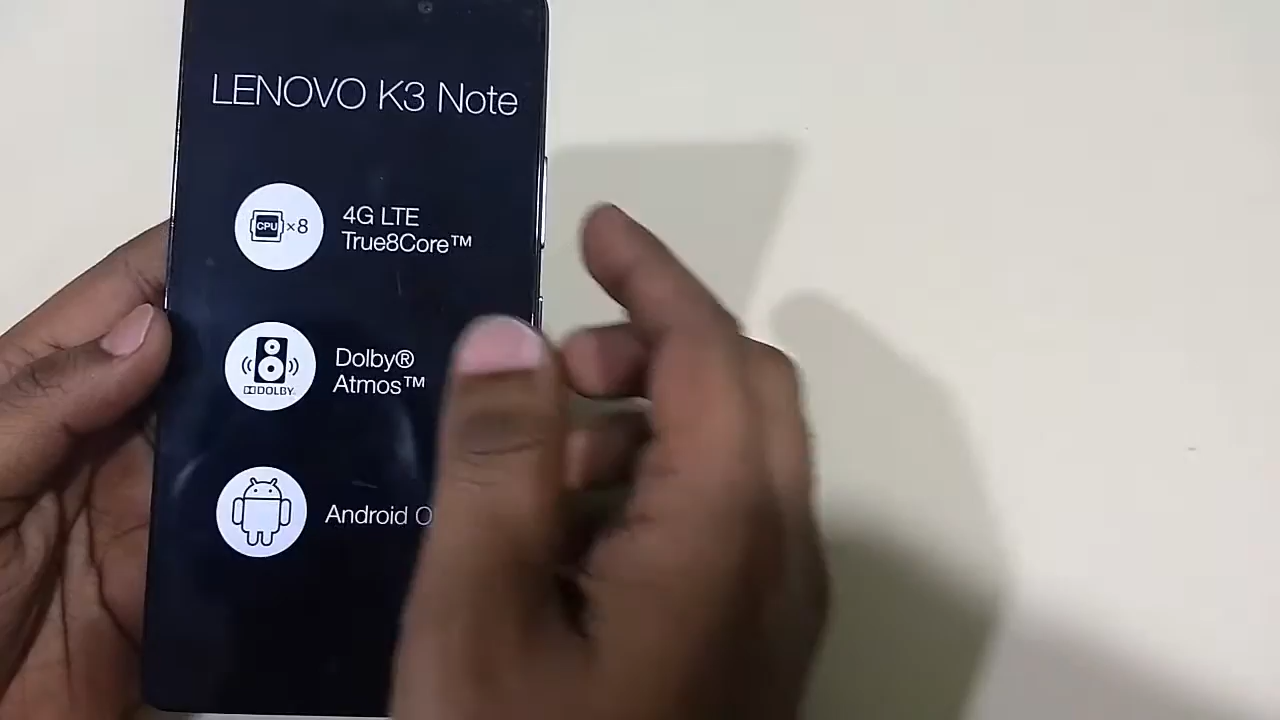 LENOVO K3 Note
CPU ×8
4G LTE
True8Core™
Dolby®
Atmos™
DOLBY
Android